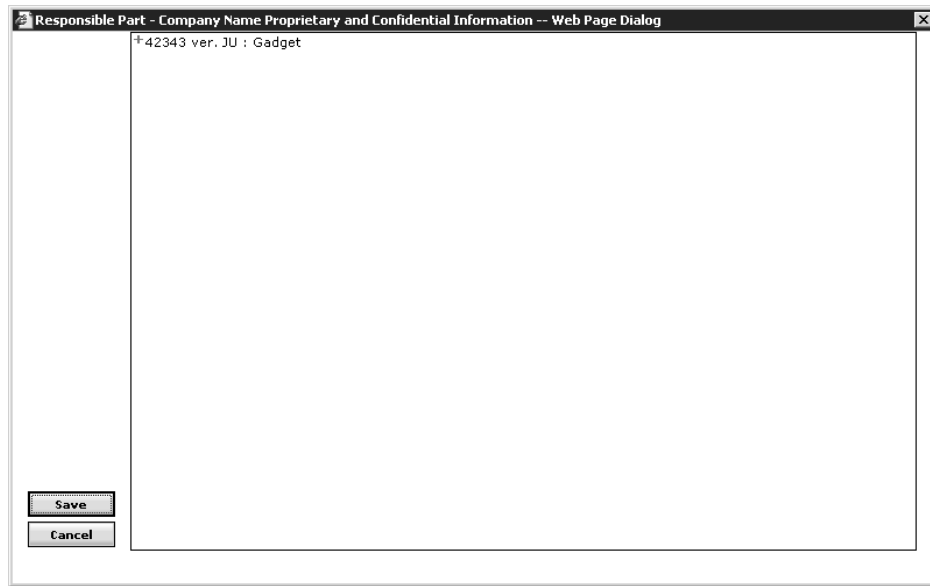 Responsible Part - Company Name Proprietary and Confidential Information -- Web Page Dialog
+42343 ver. JU : Gadget
Save
Cancel